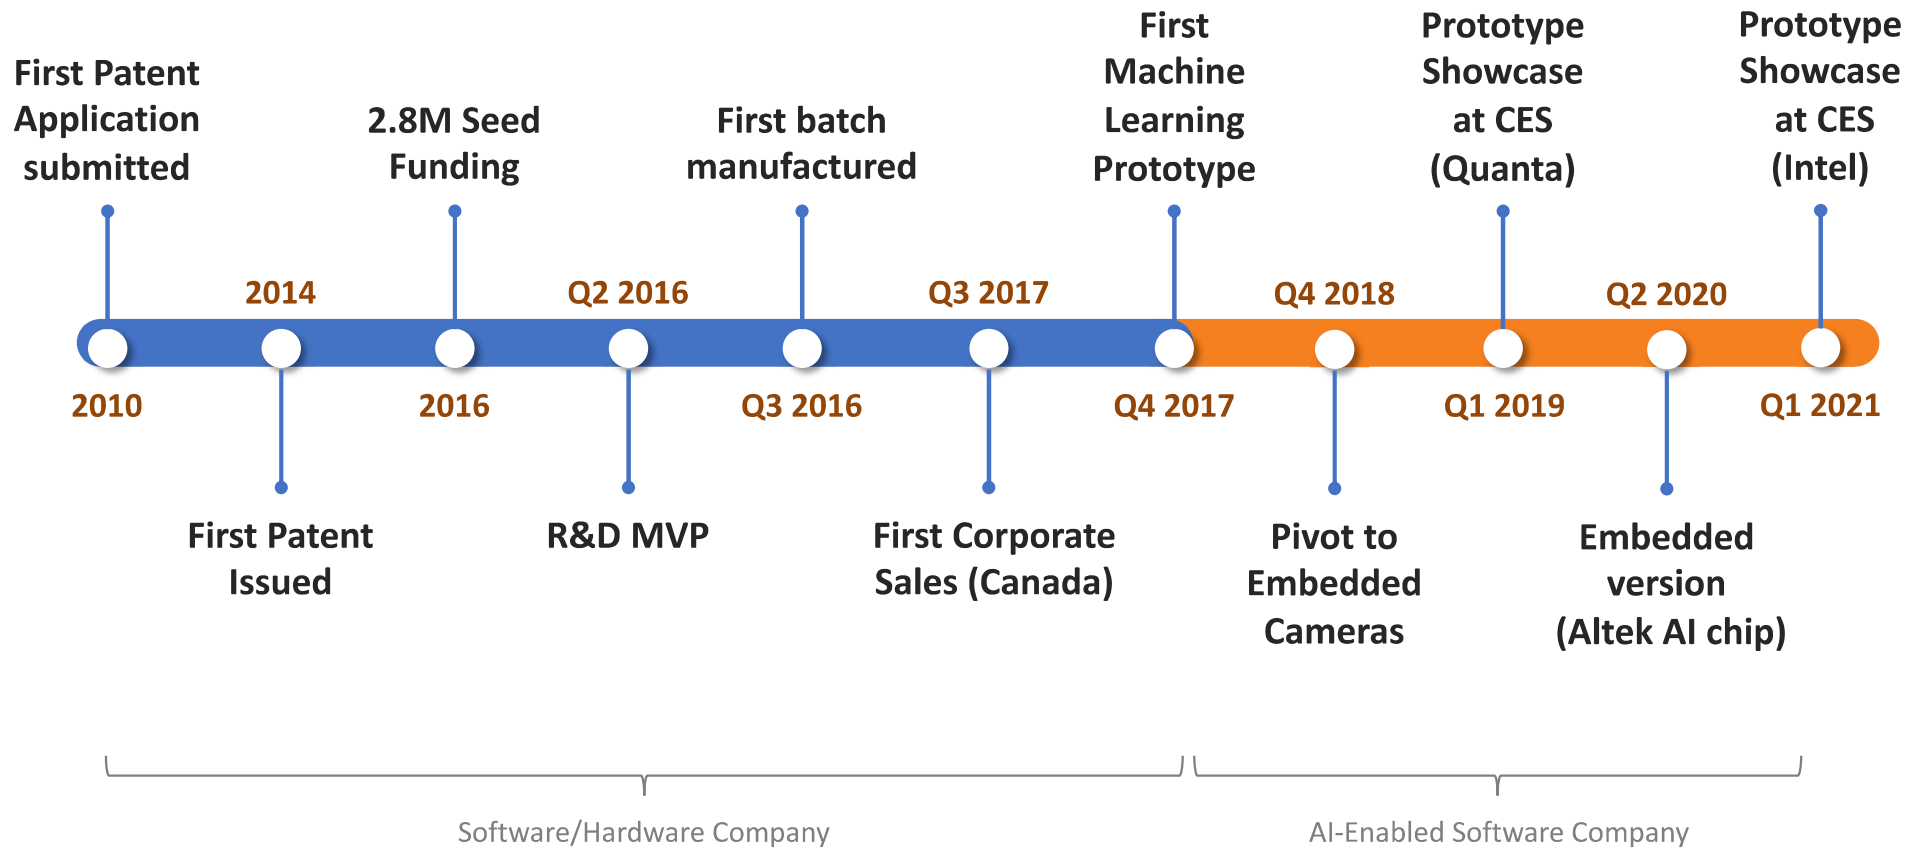 First Patent
Application
submitted
2.8M Seed
Funding
First batch
manufactured
First
Machine
Learning
Prototype
Prototype
Showcase
at CES
(Quanta)
Prototype
Showcase
at CES
(Intel)
2014
Q2 2016
Q3 2017
Q4 2018
Q2 2020
2010
2016
Q3 2016
Q4 2017
Q1 2019
Q1 2021
First Patent
Issued
R&D MVP
First Corporate
Sales (Canada)
Pivot to
Embedded
Cameras
Embedded
version
(Altek AI chip)
Software/Hardware Company
AI-Enabled Software Company